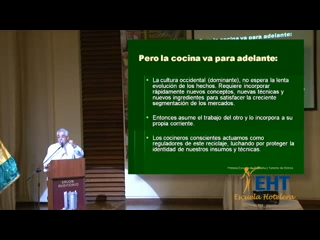 Pero la cocina va para adelante:
La cultura occidental (dominante), no espera la lenta
evolución de los hechos. Requiere incorporar
rápidamente nuevos conceptos, nuevas técnicas y
nuevos ingredientes para satisfacer la creciente
segmentación de los mercados.
Entonces asume el trabajo del otro y lo incorpora a
su propia corriente.
Los cocineros conscientes actuamos como
reguladores de este reciclaje, luchando por proteger la
identidad de nuestros insumos y técnicas.
EHT
Escuela Hotelera